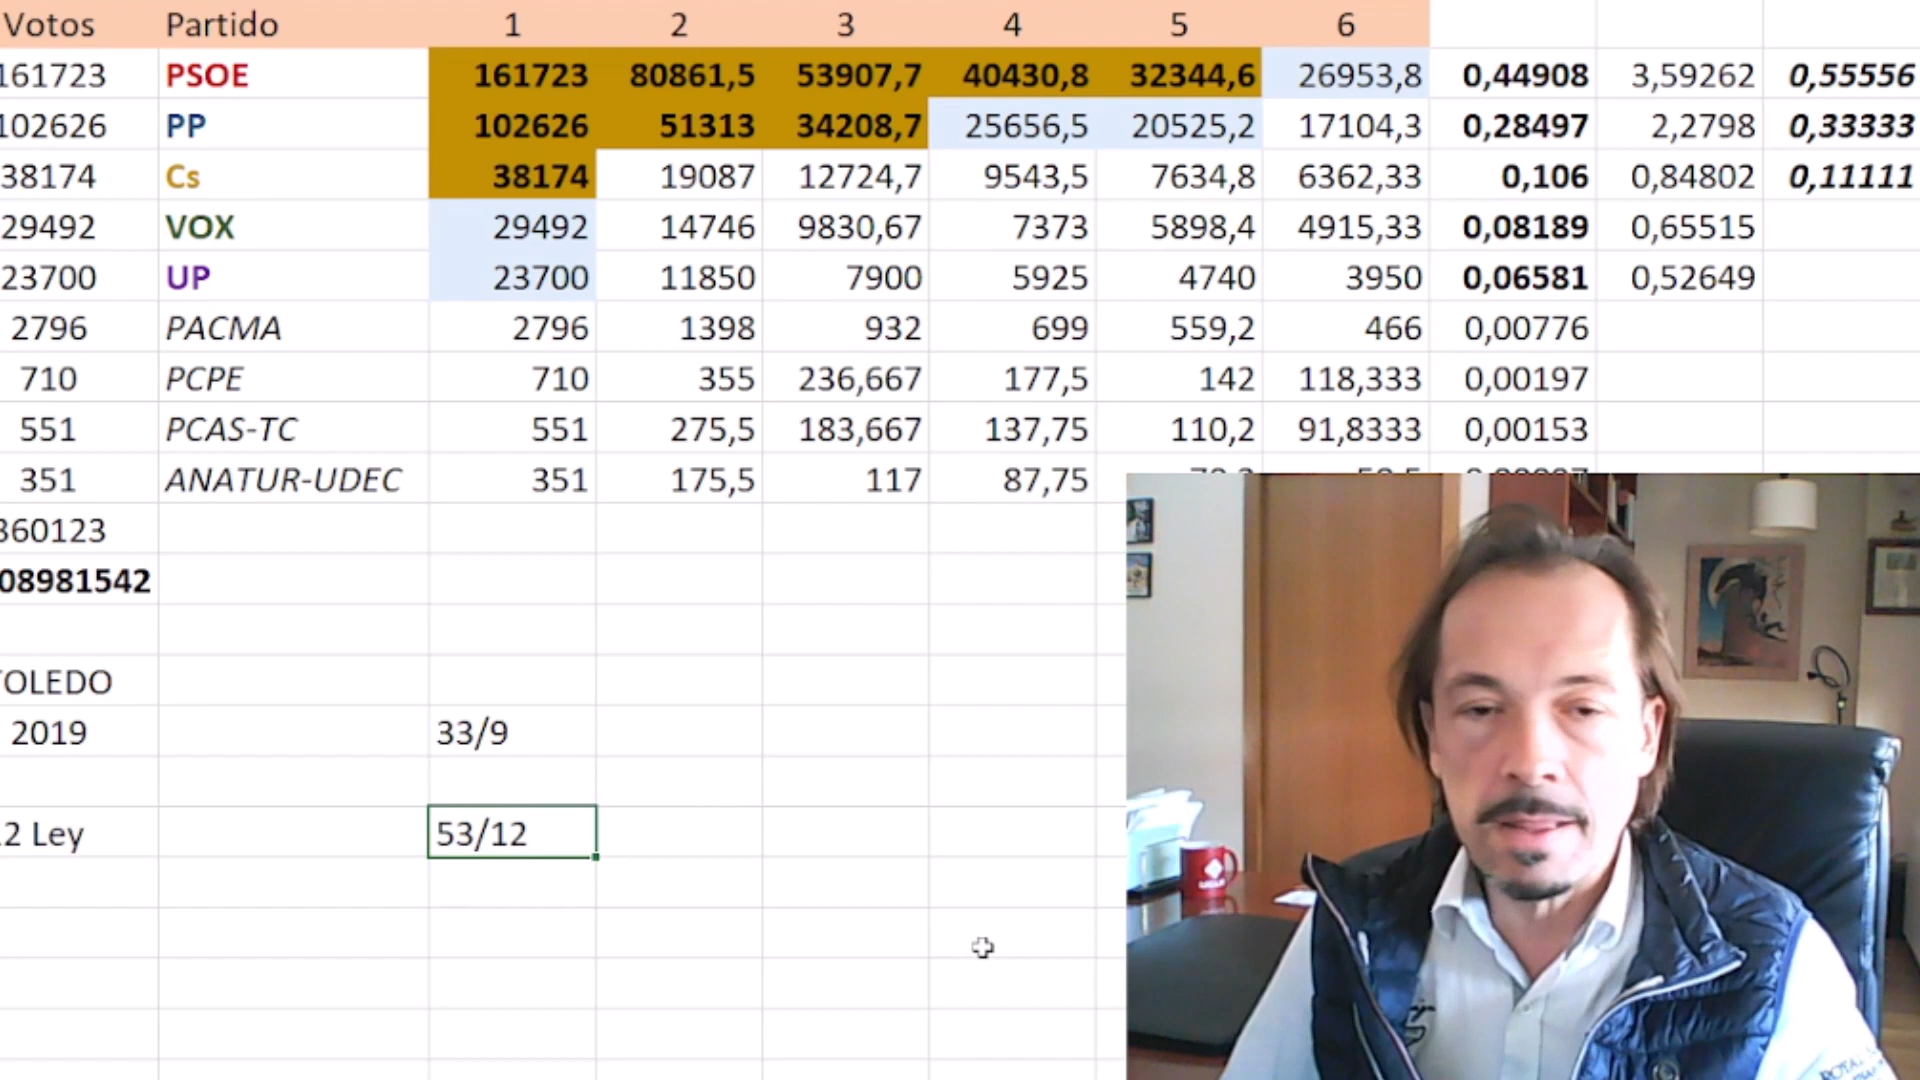 Votos Partido 1 2 3 4 5 6
161723 PSOE 161723 80861,5 53907,7 40430,8 32344,6 26953,8 0,44908 3,59262 0,55556
102626 PP 102626 51313 34208,7 25656,5 20525,2 17104,3 0,28497 2,2798 0,33333
38174 Cs 38174 19087 12724,7 9543,5 7634,8 6362,33 0,106 0,84802 0,11111
29492 VOX 29492 14746 9830,67 7373 5898,4 4915,33 0,08189 0,65515
23700 UP 23700 11850 7900 5925 4740 3950 0,06581 0,52649
2796 PACMA 2796 1398 932 699 559,2 466 0,00776
710 PCPE 710 355 236,667 177,5 142 118,333 0,00197
551 PCAS-TC 551 275,5 183,667 137,75 110,2 91,8333 0,00153
351 ANATUR-UDEC 351 175,5 117 87,75
360123
08981542
TOLEDO
2019 33/9
2 Ley 53/12